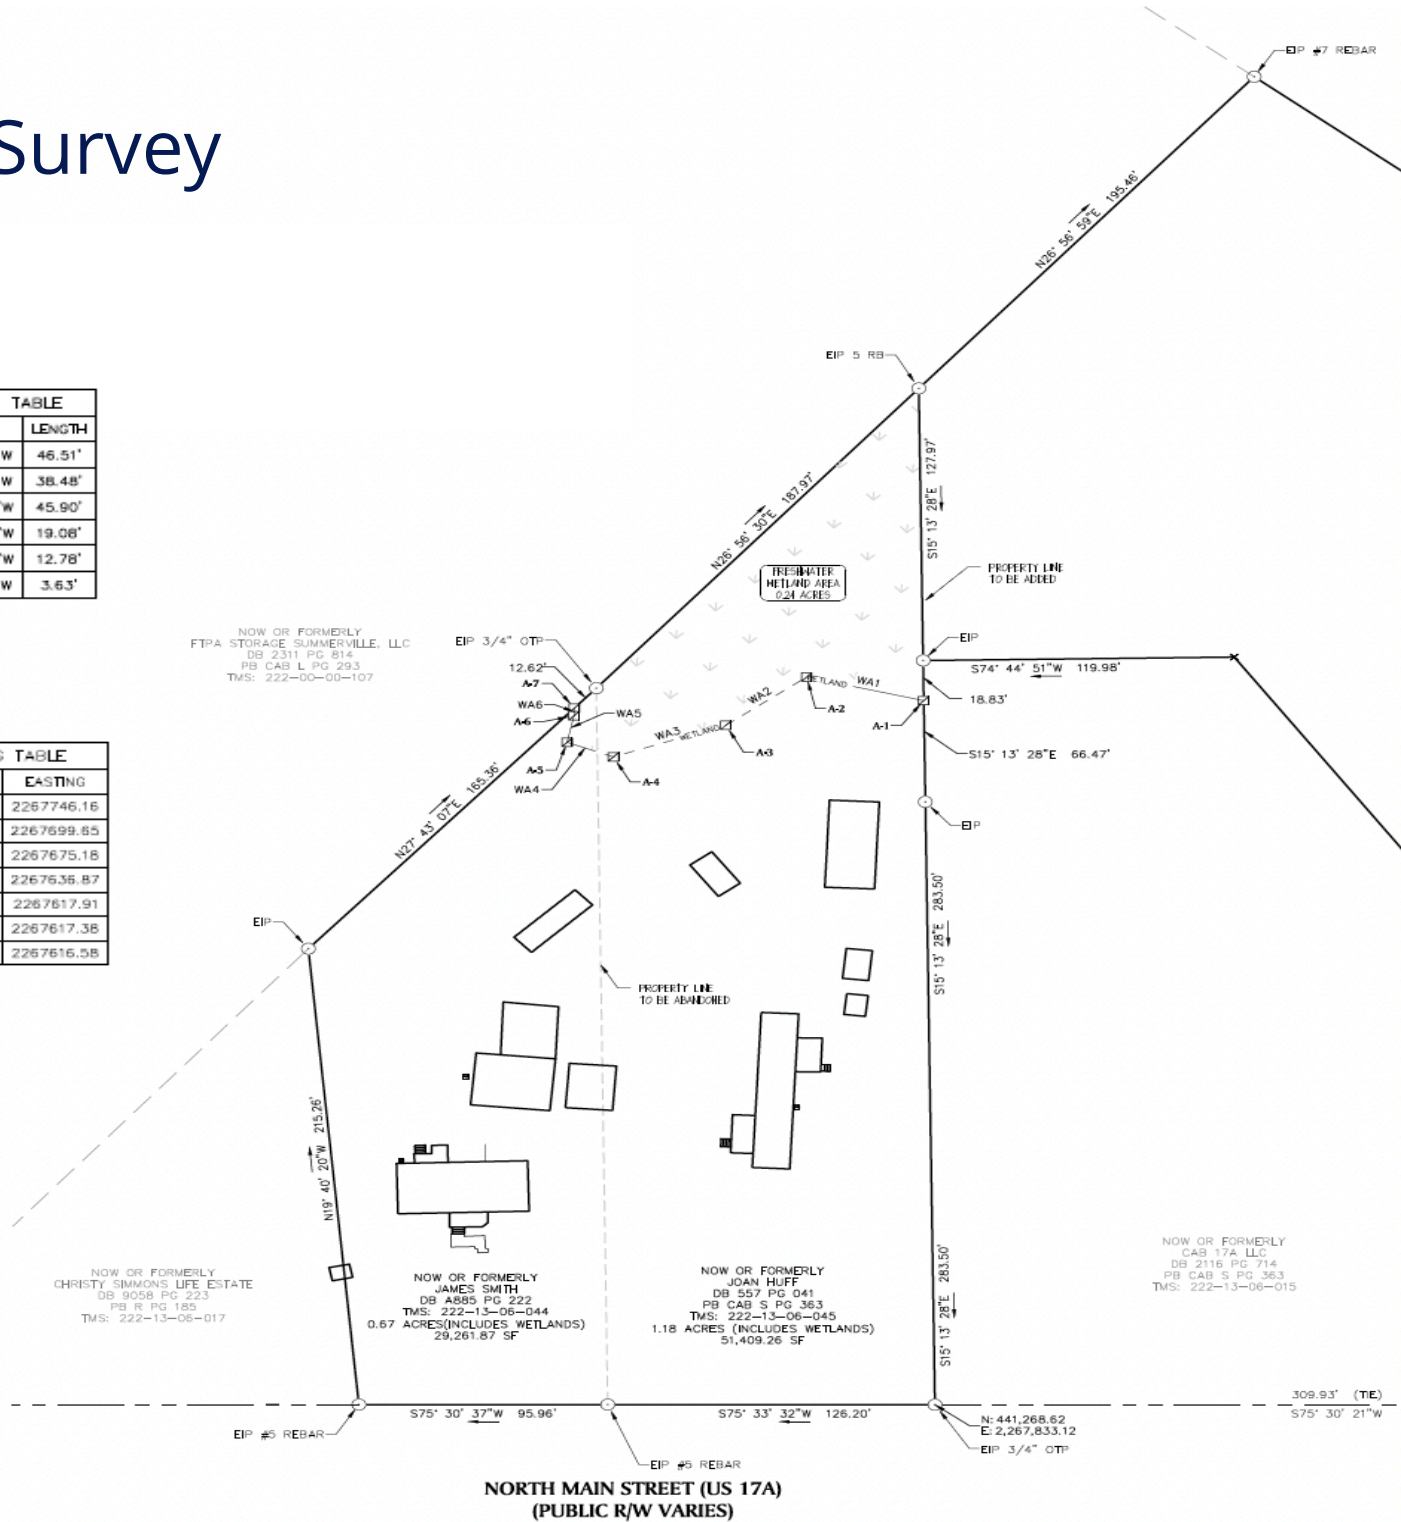 Survey
EIP #7 REBAR
N26° 56' 59"E 195.46'
EIP 5 RB
S15° 13' 28"E 127.97'
N26° 56' 30"E 187.97'
TABLE
LENGTH
W 46.51'
W 38.48'
W 45.90'
W 19.08'
W 12.78'
W 3.63'
FRESHWATER
WETLAND AREA
0.24 ACRES
PROPERTY LINE
TO BE ADDED
NOW OR FORMERLY
FTPA STORAGE SUMMERVILLE, LLC
DB 2311 PG 814
PB CAB L PG 293
TMS: 222-00-00-107
EIP 3/4" OTP
12.62'
A-7
WA6
A-6
WA5
A-5
WA4
A-4
WA3 WETLAND
A-3
WA2
A-2
WETLAND WA1
A-1
EIP
S74° 44' 51"W 119.98'
18.83'
S15° 13' 28"E 66.47'
EIP
TABLE
EASTING
2267746.16
2267699.65
2267675.18
2267636.87
2267617.91
2267617.38
2267616.58
N27° 43' 07"E 165.36'
EIP
S15° 13' 28"E 283.50'
PROPERTY LINE
TO BE ABANDONED
N19° 40' 20"W 215.26'
NOW OR FORMERLY
CHRISTY SIMMONS LIFE ESTATE
DB 9058 PG 223
PB R PG 185
TMS: 222-13-06-017
NOW OR FORMERLY
JAMES SMITH
DB A885 PG 222
TMS: 222-13-06-044
0.67 ACRES(INCLUDES WETLANDS)
29,261.87 SF
NOW OR FORMERLY
JOAN HUFF
DB 557 PG 041
PB CAB S PG 363
TMS: 222-13-06-045
1.18 ACRES (INCLUDES WETLANDS)
51,409.26 SF
S15° 13' 28"E 283.50'
NOW OR FORMERLY
CAB 17A LLC
DB 2116 PG 714
PB CAB S PG 363
TMS: 222-13-06-015
309.93' (TIE)
S75° 30' 21"W
S75° 30' 37"W 95.96'
S75° 33' 32"W 126.20'
N: 441,268.62
E: 2,267,833.12
EIP 3/4" OTP
EIP #5 REBAR
EIP #5 REBAR
NORTH MAIN STREET (US 17A)
(PUBLIC R/W VARIES)